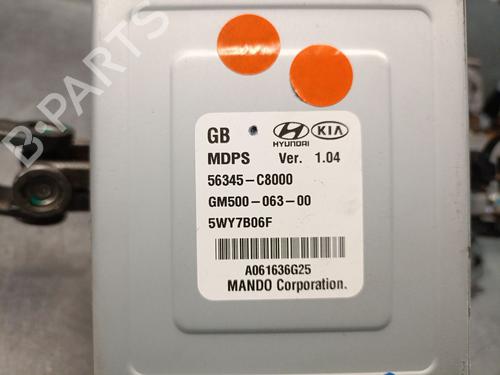 B-PARTS
GB HYUNDAI KIA
MDPS Ver. 1.04
56345-C8000
GM500-063-00
5WY7B06F
A061636G25
MANDO Corporation.